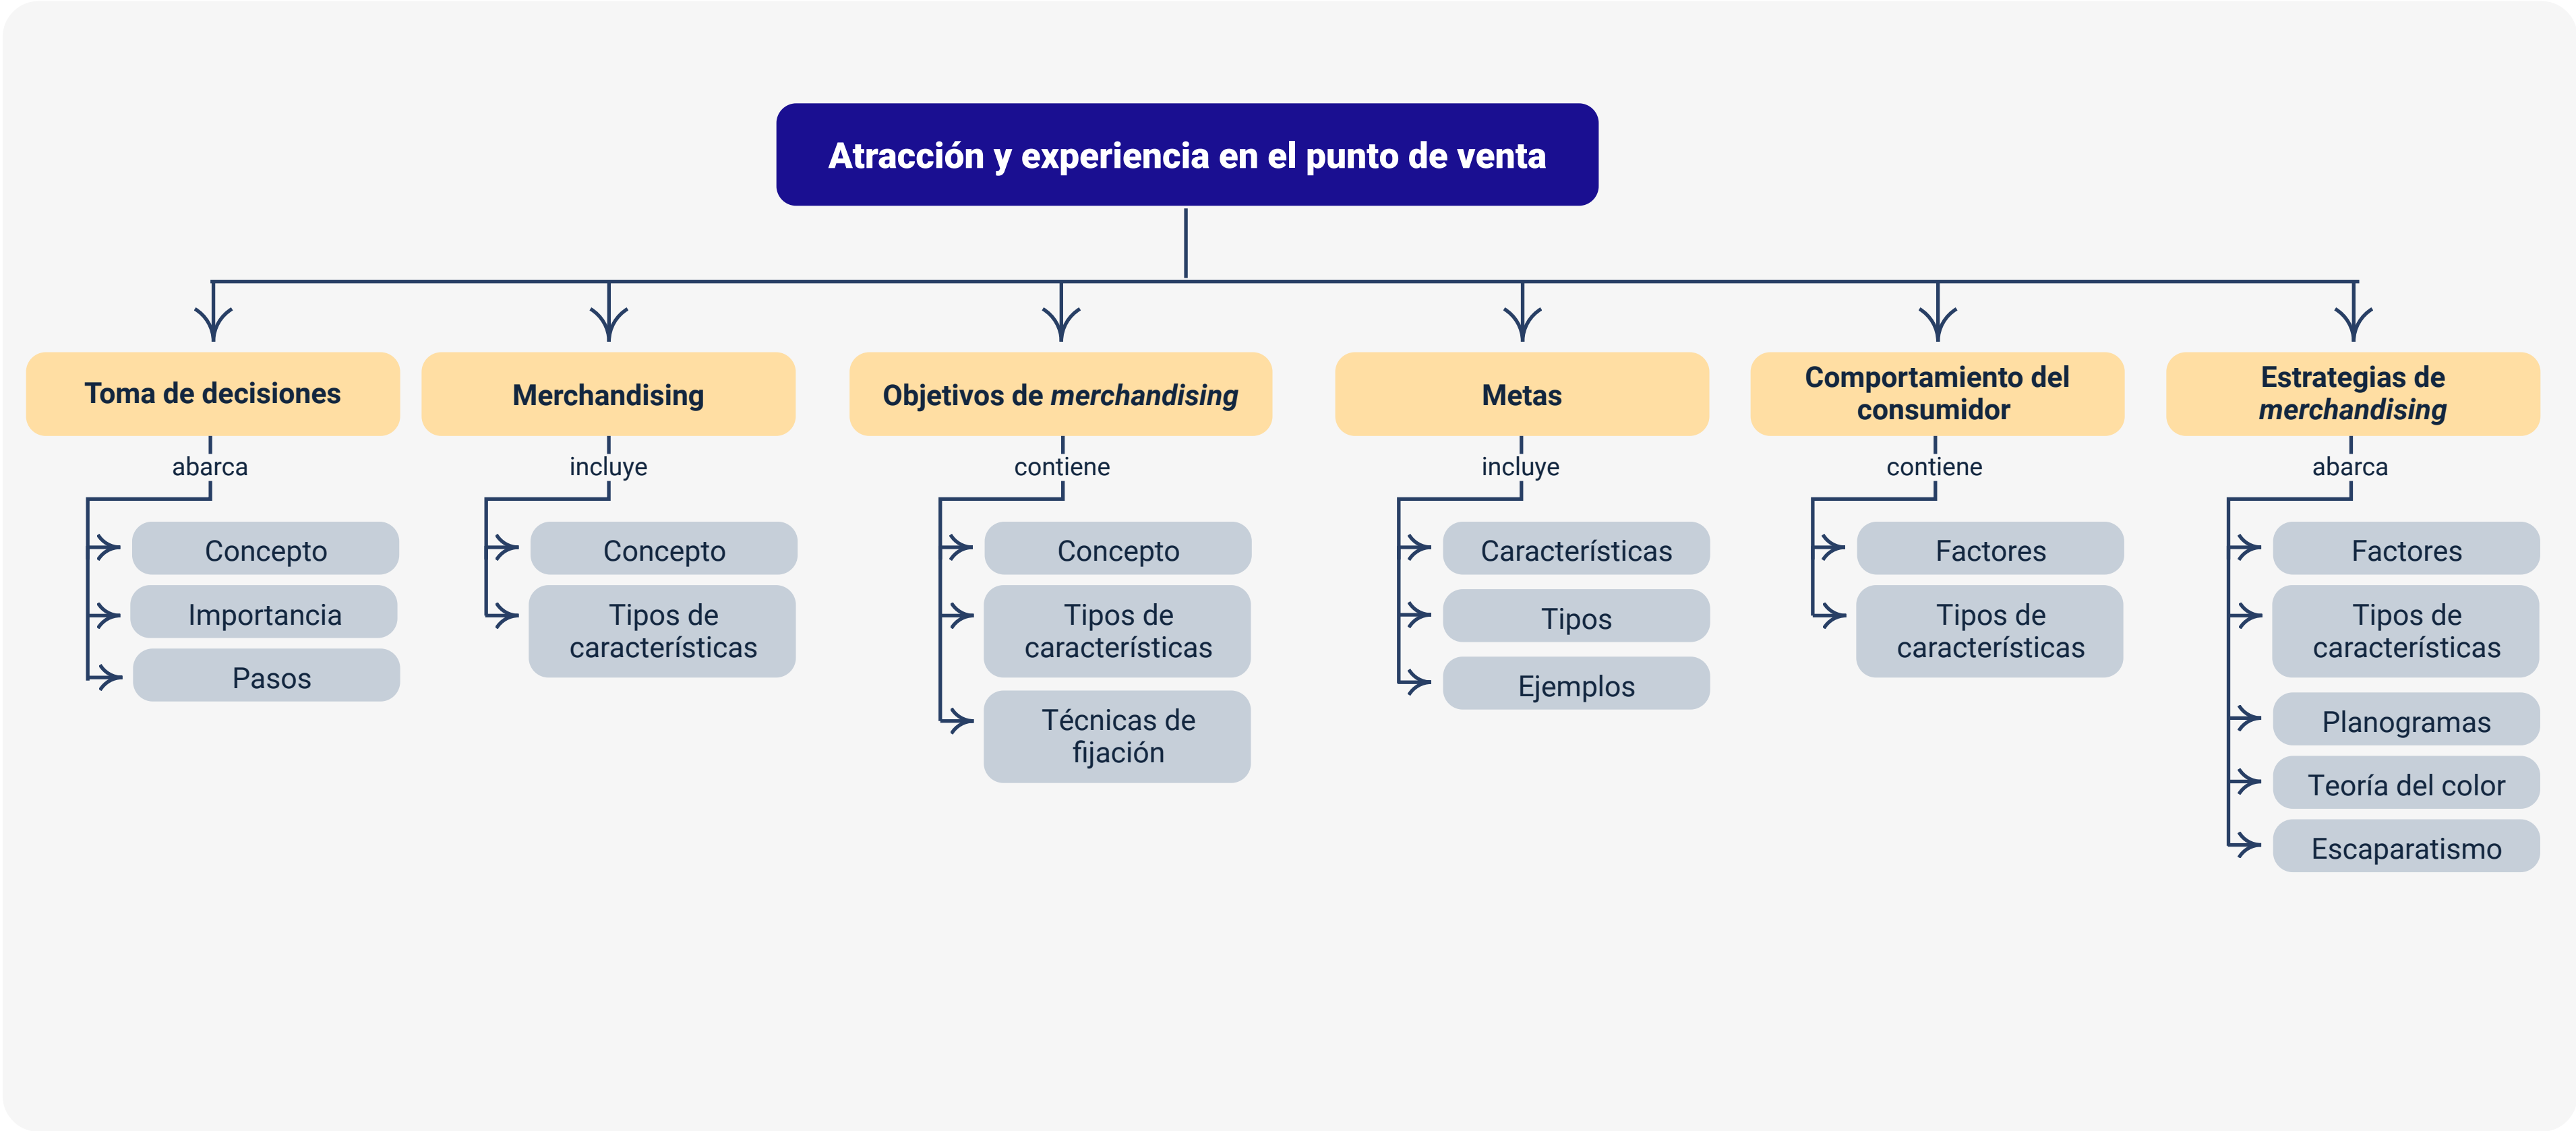 Atracción y experiencia en el punto de venta
Toma de decisiones
abarca
Concepto
Importancia
Pasos
Merchandising
incluye
Concepto
Tipos de
características
Objetivos de merchandising
contiene
Concepto
Tipos de
características
Técnicas de
fijación
Metas
incluye
Características
Tipos
Ejemplos
Comportamiento del
consumidor
contiene
Factores
Tipos de
características
Estrategias de
merchandising
abarca
Factores
Tipos de
características
Planogramas
Teoría del color
Escaparatismo